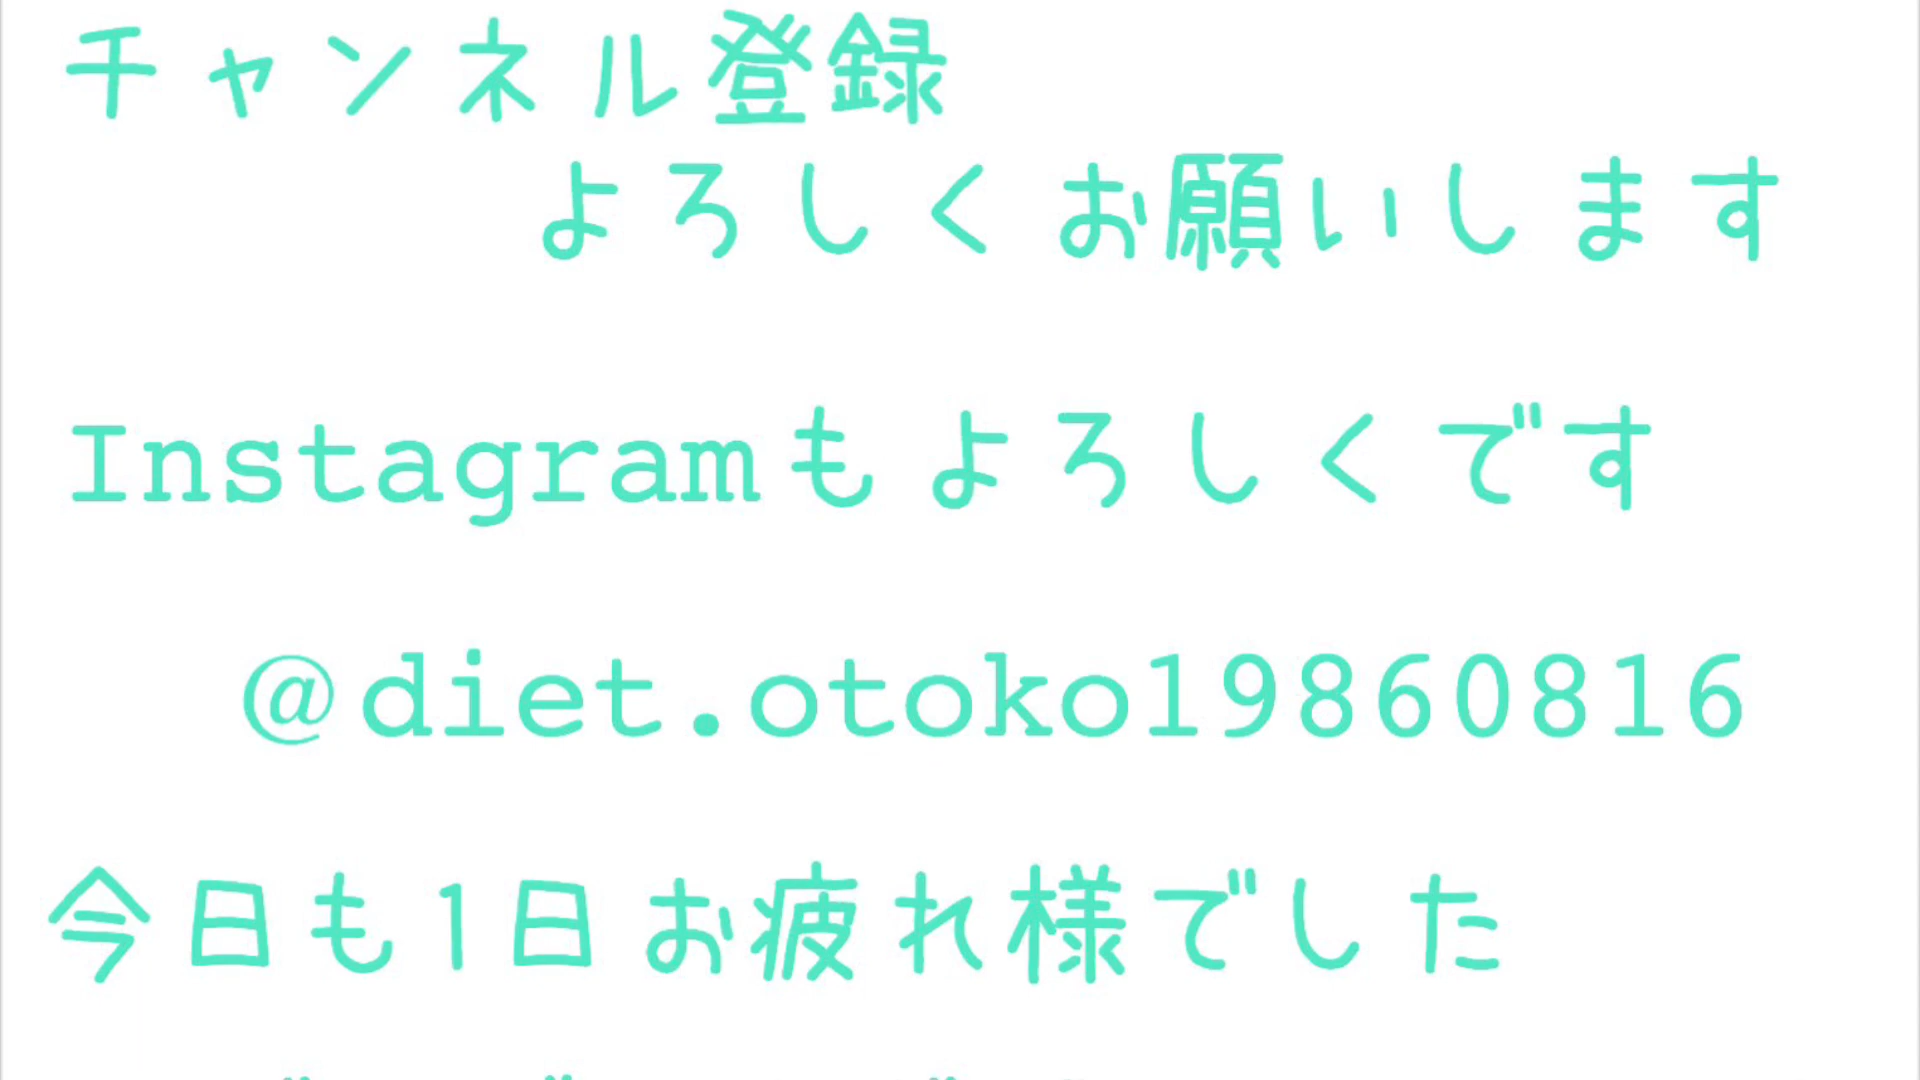 チャンネル登録
よろしくお願いします
Instagramもよろしくです
@diet.otoko19860816
今日も1日お疲れ様でした